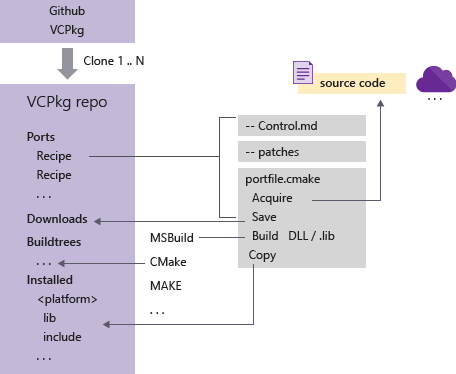 Github
VCPkg
Clone 1 .. N
VCPkg repo
Ports
Recipe
Recipe
...
Downloads
Buildtrees
...
Installed
<platform>
lib
include
...
MSBuild
CMake
MAKE
...
-- Control.md
-- patches
portfile.cmake
Acquire
Save
Build DLL / .lib
Copy
source code
...